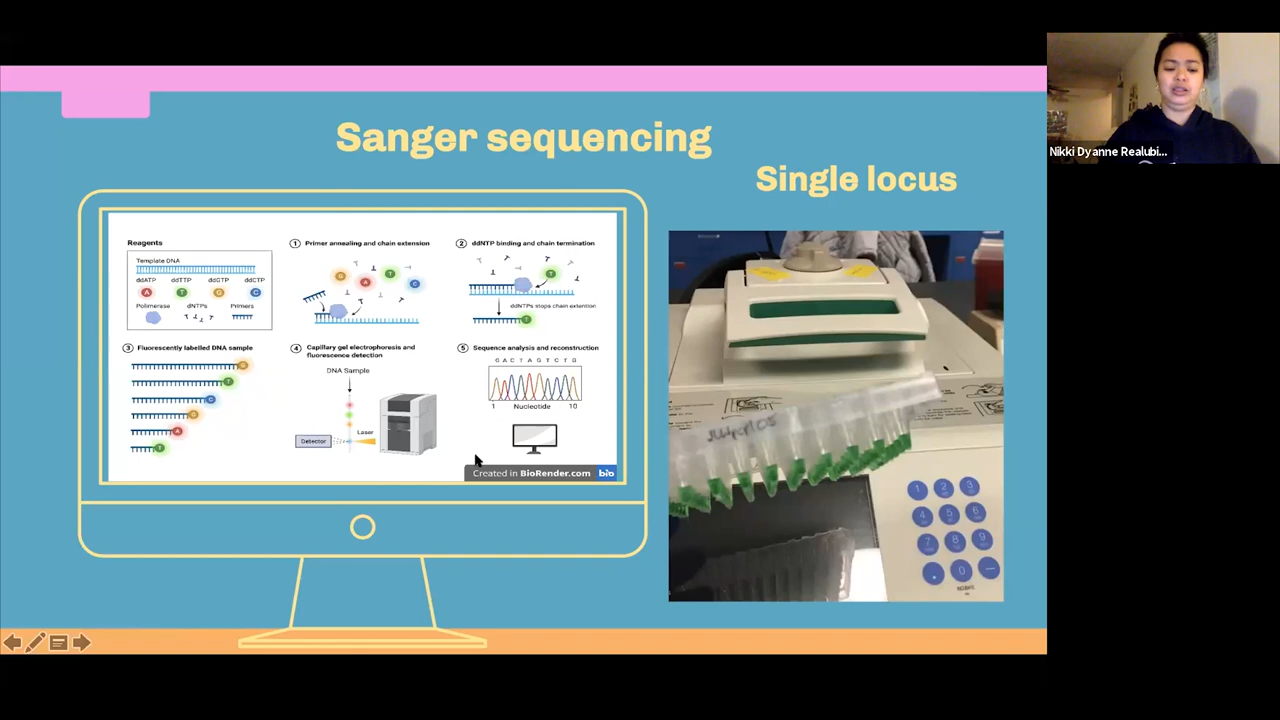 Sanger sequencing
Single locus
Reagents
Template DNA
ddATP ddTTP ddGTP ddCTP
A T G C
Polimerase dNTPs Primers
1 Primer annealing and chain extension
G A T C
2 ddNTP binding and chain termination
T
ddNTPs stops chain extention
T
3 Fluorescently labelled DNA sample
G
T
C
G
A
T
4 Capillary gel electrophoresis and
fluorescence detection
DNA Sample
Laser
Detector
5 Sequence analysis and reconstruction
G A C T A G T C T G
1 Nucleotide 10
Created in BioRender.com bio
1 2 3
4 5 6
7 8 9
. 0 –
Nikki Dyanne Realubi...